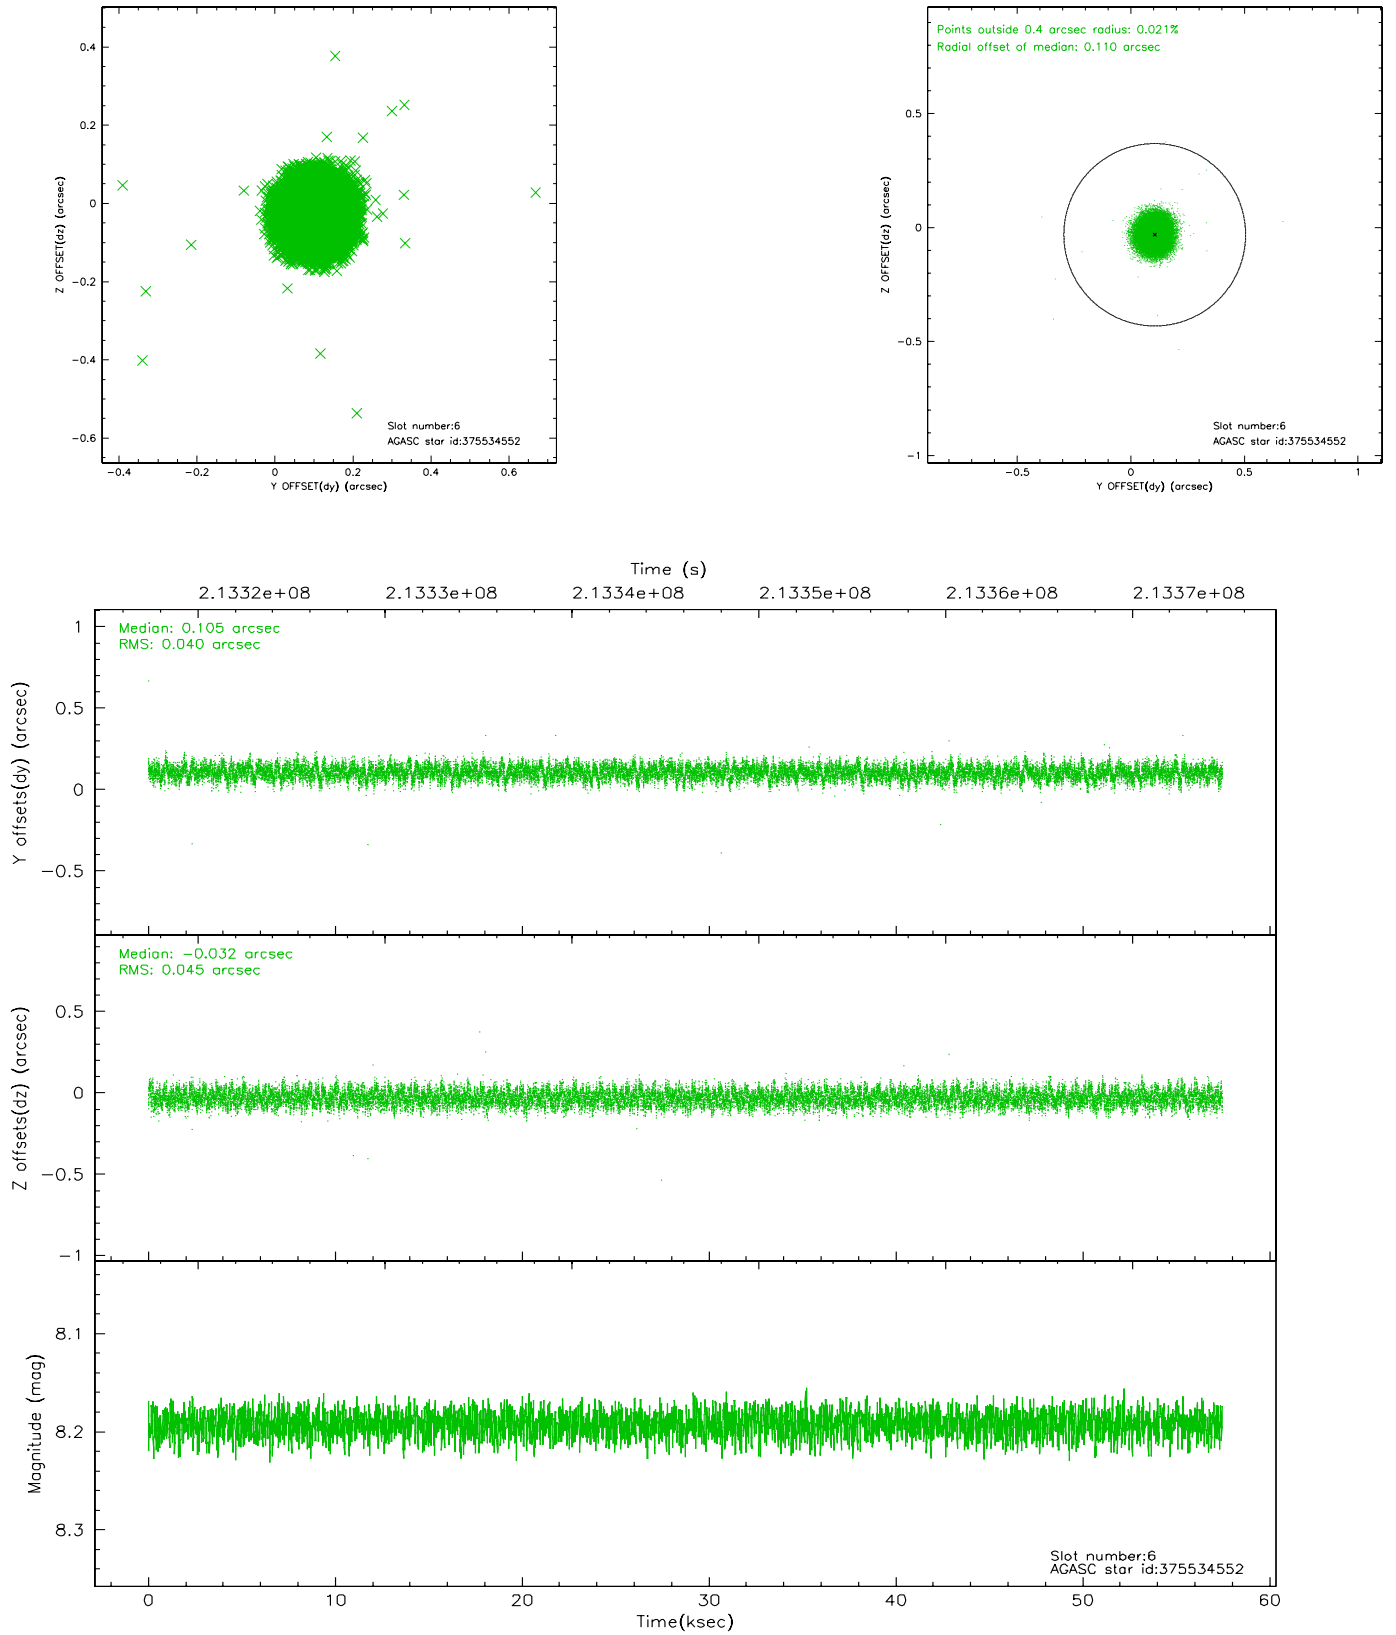 0.4
0.2
0
−0.2
−0.4
−0.6
Z OFFSET(dz) (arcsec)
−0.4
−0.2
0
0.2
0.4
0.6
Y OFFSET(dy) (arcsec)
Slot number:6
AGASC star id:375534552
Points outside 0.4 arcsec radius: 0.021%
Radial offset of median: 0.110 arcsec
0.5
0
−0.5
−1
Z OFFSET(dz) (arcsec)
−0.5
0
0.5
1
Y OFFSET(dy) (arcsec)
Slot number:6
AGASC star id:375534552
Time (s)
2.1332e+08
2.1333e+08
2.1334e+08
2.1335e+08
2.1336e+08
2.1337e+08
Median: 0.105 arcsec
RMS: 0.040 arcsec
1
0.5
0
−0.5
Y offsets(dy) (arcsec)
Median: −0.032 arcsec
RMS: 0.045 arcsec
0.5
0
−0.5
−1
Z offsets(dz) (arcsec)
8.1
8.2
8.3
Magnitude (mag)
Slot number:6
AGASC star id:375534552
0
10
20
30
40
50
60
Time(ksec)